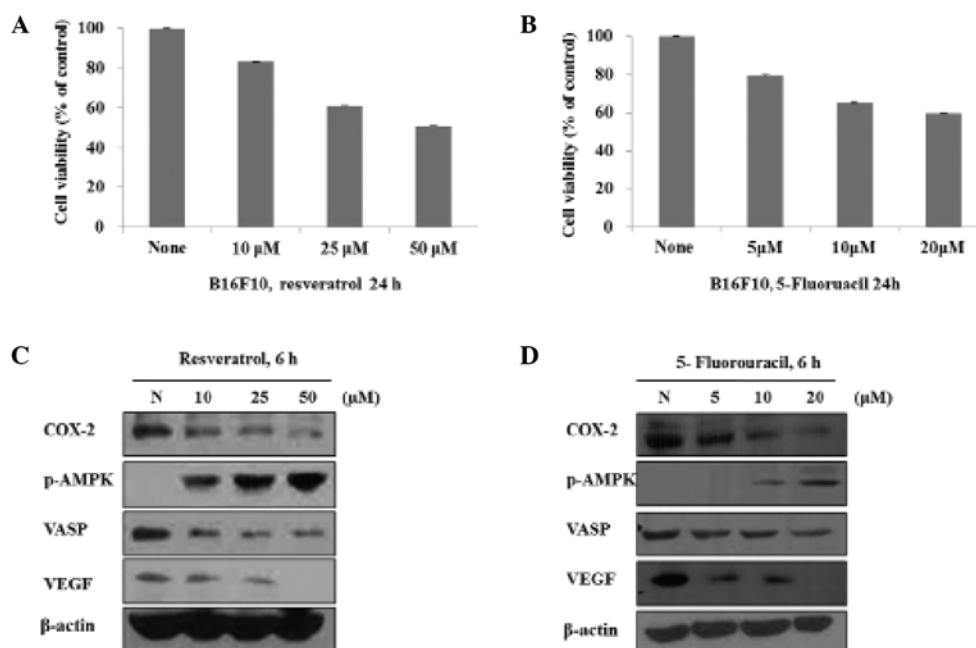 A
Cell viability (% of control)
100
80
60
40
20
0
None 10 μM 25 μM 50 μM
B16F10, resveratrol 24 h
B
Cell viability (% of control)
100
80
60
40
20
0
None 5μM 10μM 20μM
B16F10, 5-Fluoruacil 24h
C
Resveratrol, 6 h
N 10 25 50 (μM)
COX-2
p-AMPK
VASP
VEGF
β-actin
D
5- Fluorouracil, 6 h
N 5 10 20 (μM)
COX-2
p-AMPK
VASP
VEGF
β-actin